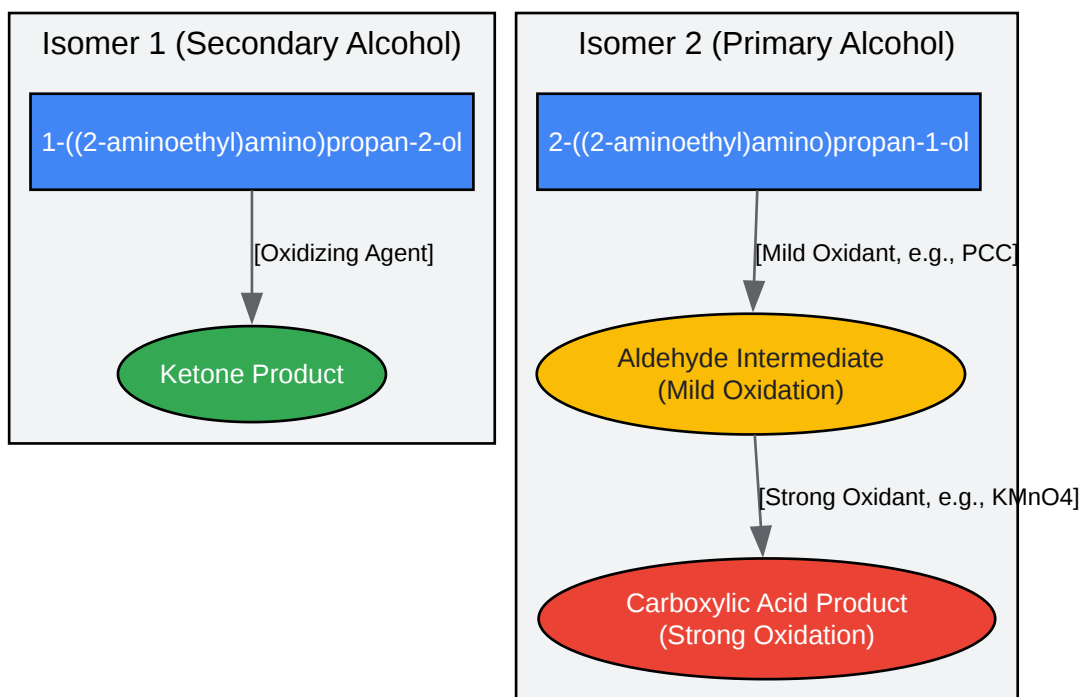 Isomer 1 (Secondary Alcohol)
1-((2-aminoethyl)amino)propan-2-ol
[Oxidizing Agent]
Ketone Product
Isomer 2 (Primary Alcohol)
2-((2-aminoethyl)amino)propan-1-ol
[Mild Oxidant, e.g., PCC]
Aldehyde Intermediate
(Mild Oxidation)
[Strong Oxidant, e.g., KMnO4]
Carboxylic Acid Product
(Strong Oxidation)